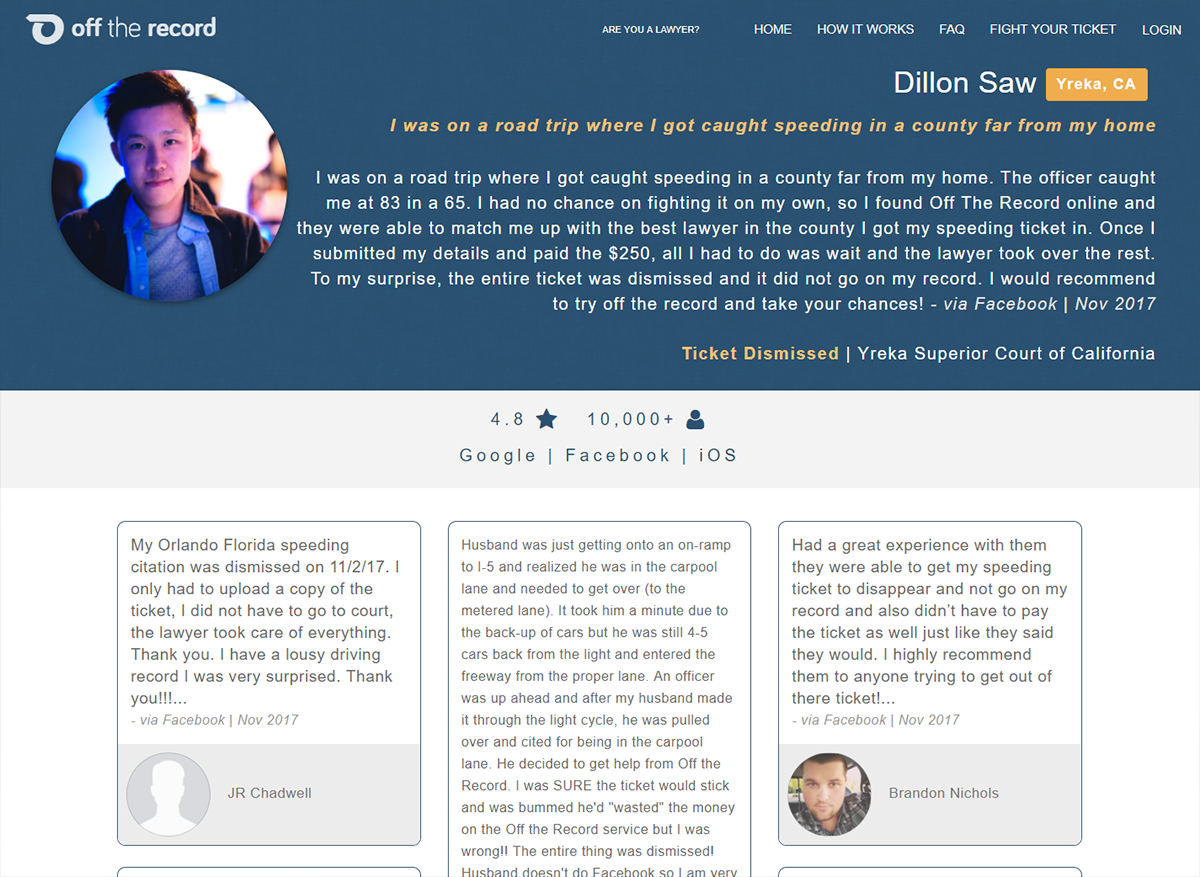 off the record
ARE YOU A LAWYER?
HOME
HOW IT WORKS
FAQ
FIGHT YOUR TICKET
LOGIN
Dillon Saw
Yreka, CA
I was on a road trip where I got caught speeding in a county far from my home
I was on a road trip where I got caught speeding in a county far from my home. The officer caught
me at 83 in a 65. I had no chance on fighting it on my own, so I found Off The Record online and
they were able to match me up with the best lawyer in the county I got my speeding ticket in. Once I
submitted my details and paid the $250, all I had to do was wait and the lawyer took over the rest.
To my surprise, the entire ticket was dismissed and it did not go on my record. I would recommend
to try off the record and take your chances! - via Facebook | Nov 2017
Ticket Dismissed | Yreka Superior Court of California
4.8
10,000+
Google | Facebook | iOS
My Orlando Florida speeding
citation was dismissed on 11/2/17. I
only had to upload a copy of the
ticket, I did not have to go to court,
the lawyer took care of everything.
Thank you. I have a lousy driving
record I was very surprised. Thank
you!!!...
- via Facebook | Nov 2017
JR Chadwell
Husband was just getting onto an on-ramp
to I-5 and realized he was in the carpool
lane and needed to get over (to the
metered lane). It took him a minute due to
the back-up of cars but he was still 4-5
cars back from the light and entered the
freeway from the proper lane. An officer
was up ahead and after my husband made
it through the light cycle, he was pulled
over and cited for being in the carpool
lane. He decided to get help from Off the
Record. I was SURE the ticket would stick
and was bummed he'd "wasted" the money
on the Off the Record service but I was
wrong!! The entire thing was dismissed!
Husband doesn't do Facebook so I am very
Had a great experience with them
they were able to get my speeding
ticket to disappear and not go on my
record and also didn't have to pay
the ticket as well just like they said
they would. I highly recommend
them to anyone trying to get out of
there ticket!...
- via Facebook | Nov 2017
Brandon Nichols